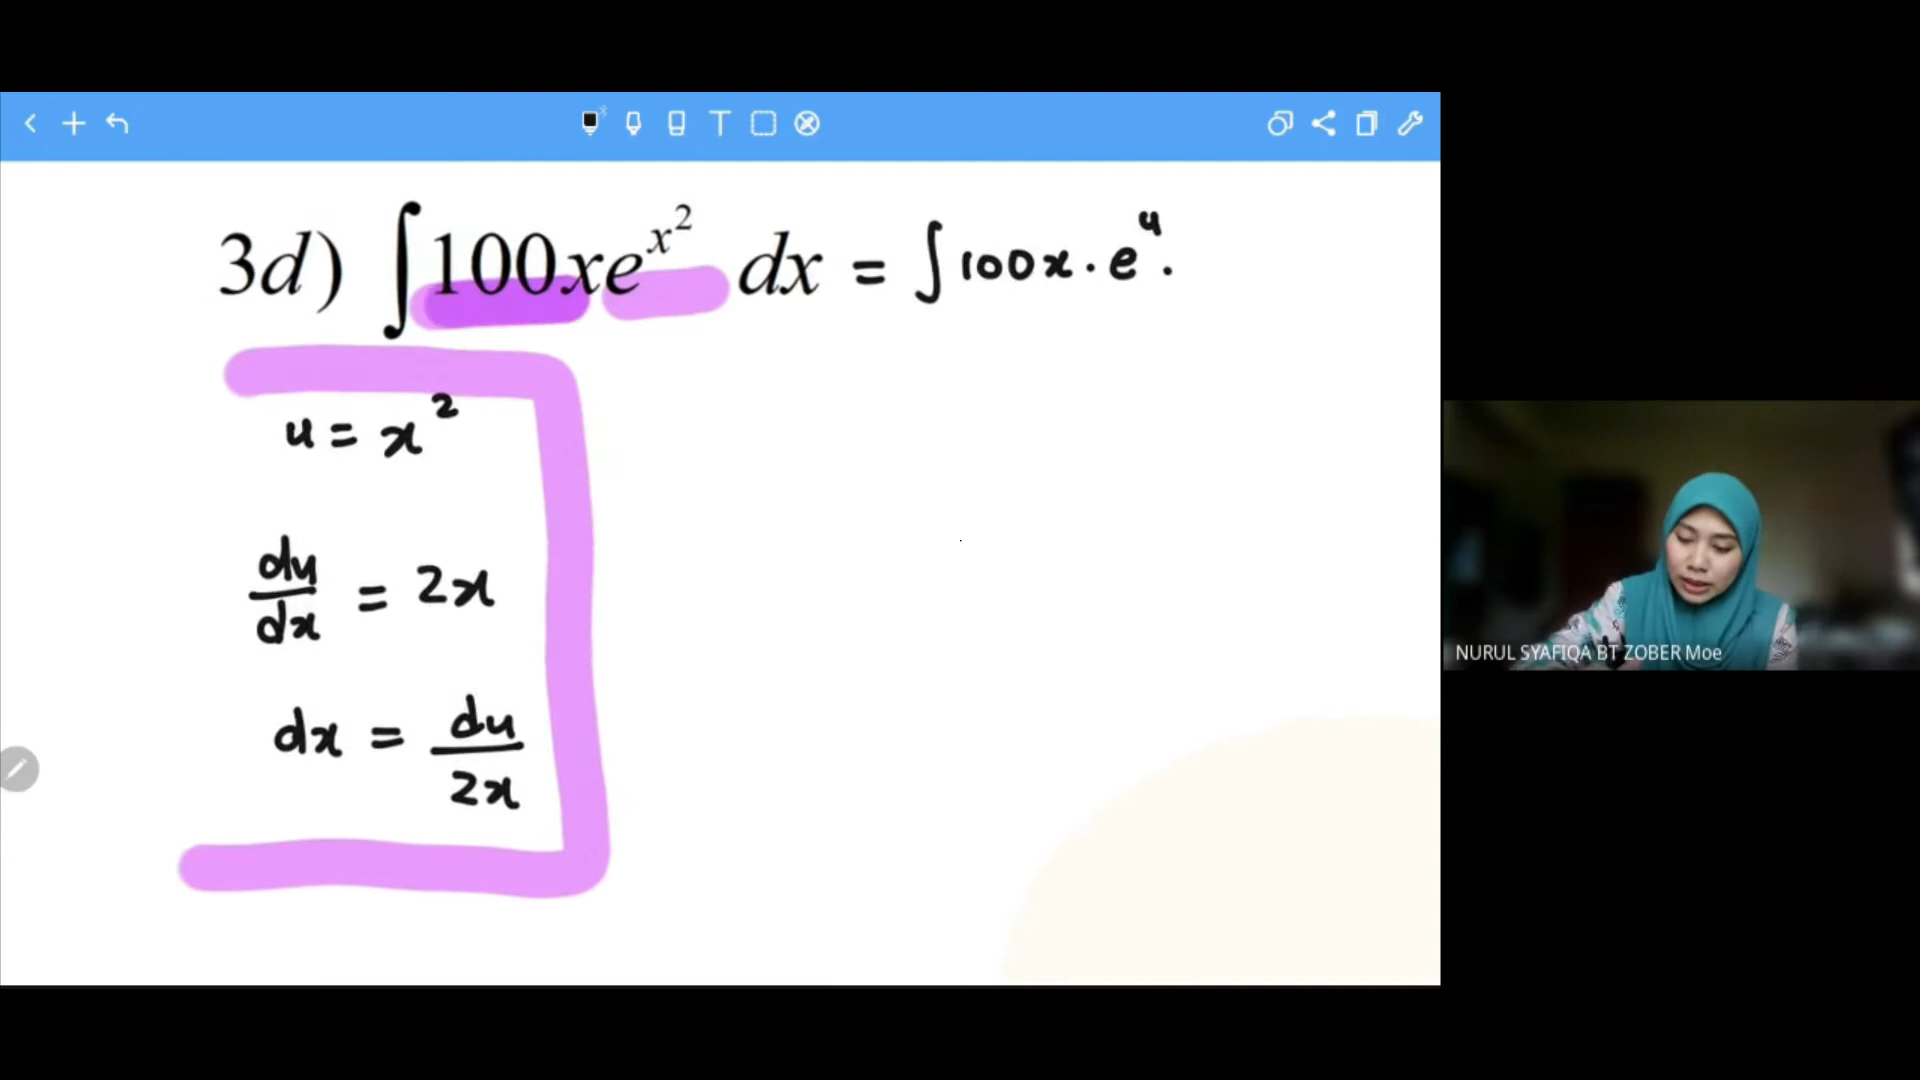 3d) ∫100xe^{x^2} dx = ∫100x · e^u ·
u = x^2
du/dx = 2x
dx = du/2x
NURUL SYAFIQA BT ZOBER Moe